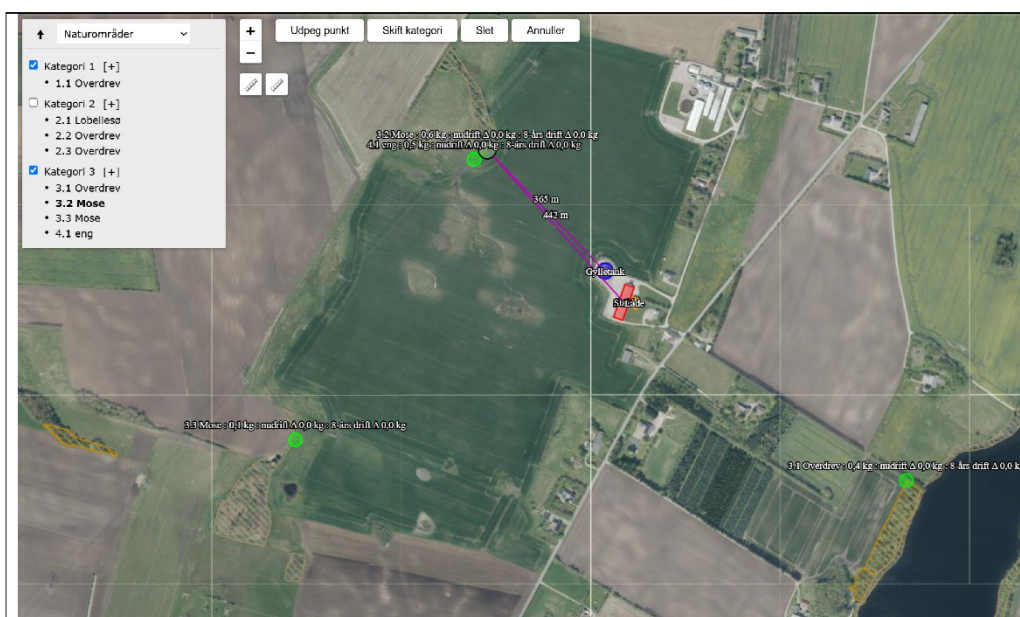 Naturområder
+
−
Udpeg punkt
Skift kategori
Slet
Annuller
Kategori 1 [+]
1.1 Overdrev
Kategori 2 [+]
2.1 Lobeliesø
2.2 Overdrev
2.3 Overdrev
Kategori 3 [+]
3.1 Overdrev
3.2 Mose
3.3 Mose
4.1 eng
3.2 Mose : 0,6 kg : nudrift Δ 0,0 kg : 8-års drift Δ 0,0 kg
4.1 eng : 0,5 kg : nudrift Δ 0,0 kg : 8-års drift Δ 0,0 kg
365 m
442 m
Gylletank
Lade
3.3 Mose : 0,1 kg : nudrift Δ 0,0 kg : 8-års drift Δ 0,0 kg
3.1 Overdrev : 0,4 kg : nudrift Δ 0,0 kg : 8-års drift Δ 0,0 k